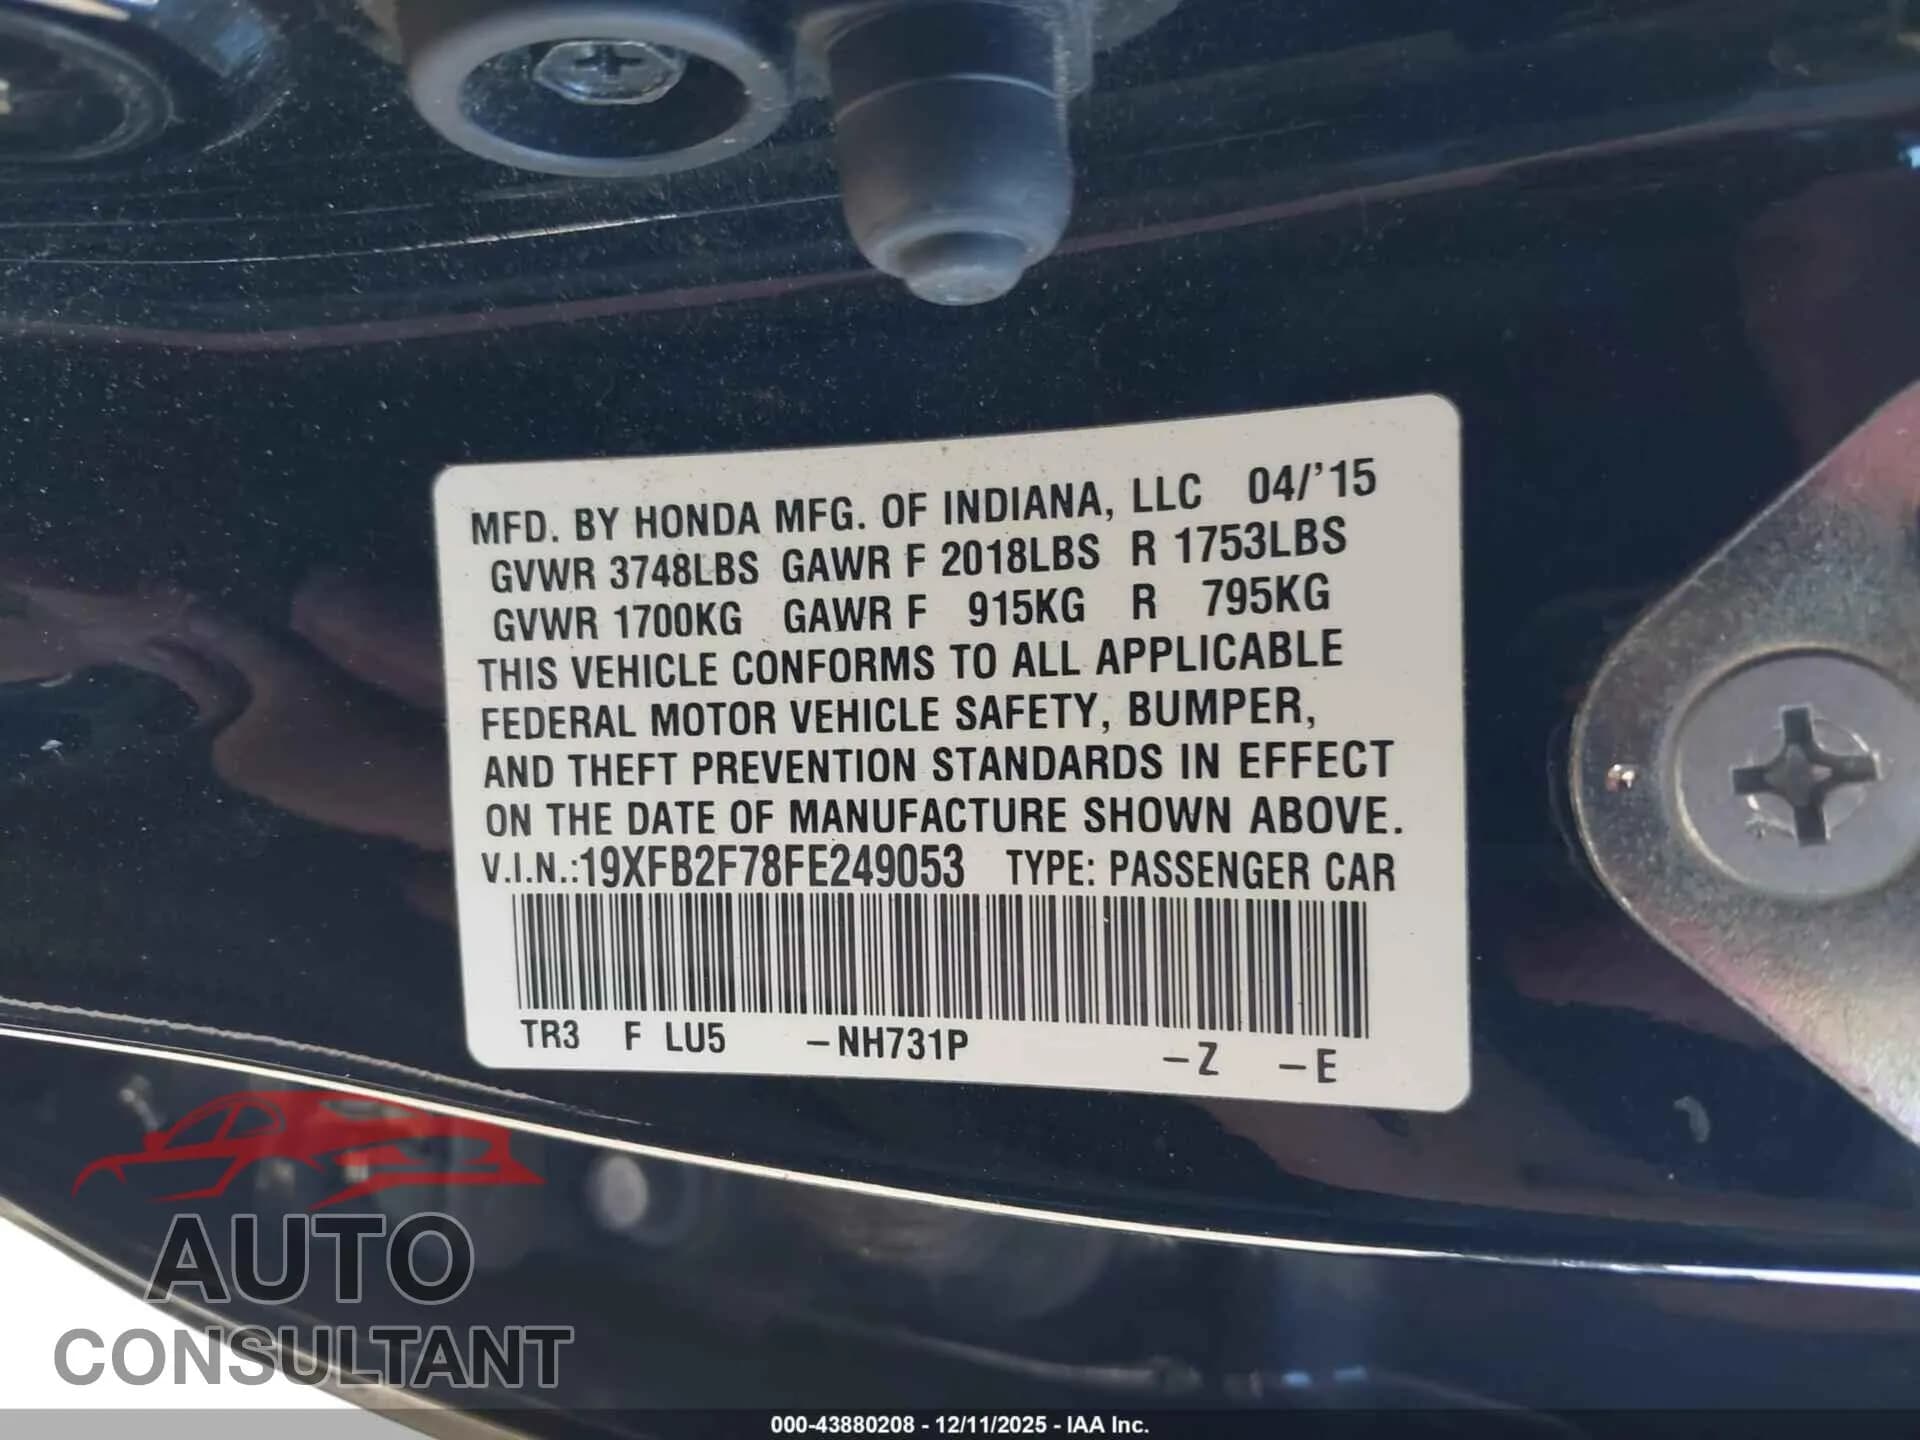 MFD. BY HONDA MFG. OF INDIANA, LLC 04/'15
GVWR 3748LBS GAWR F 2018LBS R 1753LBS
GVWR 1700KG GAWR F 915KG R 795KG
THIS VEHICLE CONFORMS TO ALL APPLICABLE
FEDERAL MOTOR VEHICLE SAFETY, BUMPER,
AND THEFT PREVENTION STANDARDS IN EFFECT
ON THE DATE OF MANUFACTURE SHOWN ABOVE.
V.I.N.:19XFB2F78FE249053 TYPE: PASSENGER CAR
TR3 F LU5 -NH731P -Z -E
AUTO
CONSULTANT
000-43880208 - 12/11/2025 - IAA Inc.